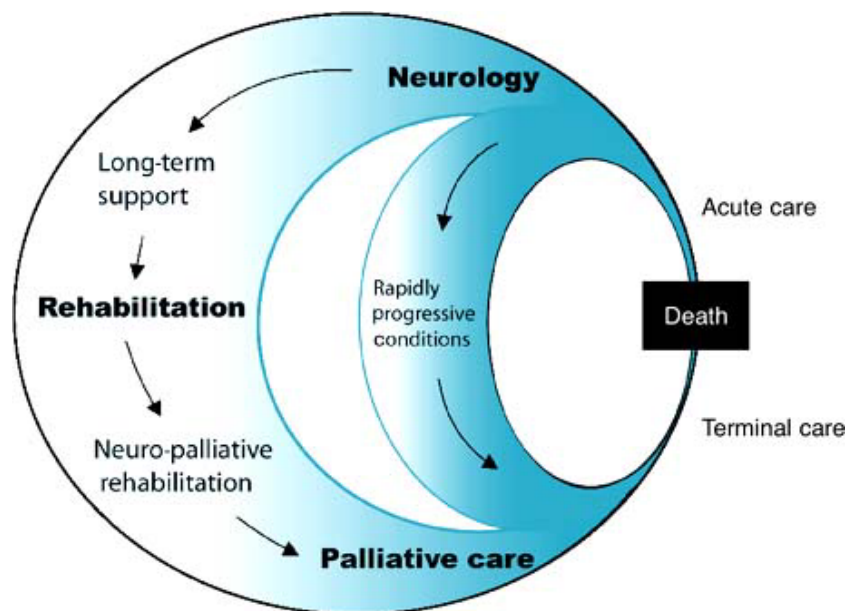 Neurology
Long-term
support
Acute care
Rehabilitation
Rapidly
progressive
conditions
Death
Neuro-palliative
rehabilitation
Terminal care
Palliative care